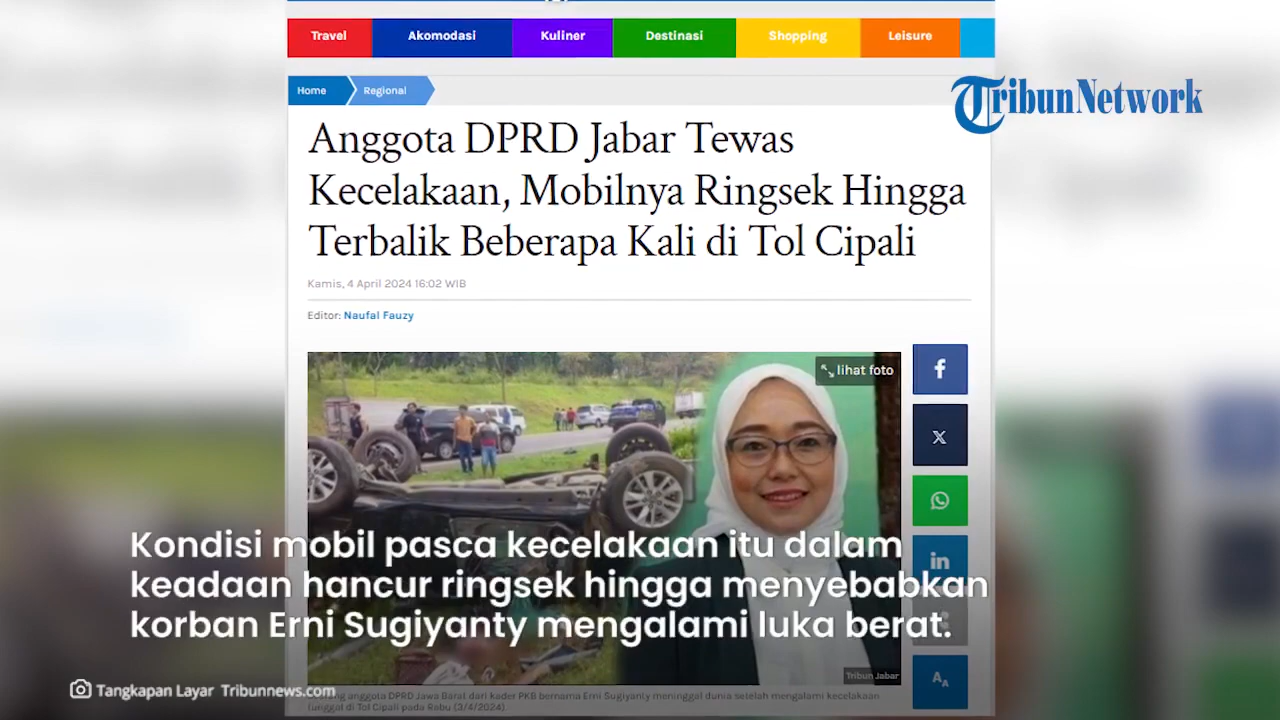 Travel
Akomodasi
Kuliner
Destinasi
Shopping
Leisure
Home
Regional
TribunNetwork
Anggota DPRD Jabar Tewas
Kecelakaan, Mobilnya Ringsek Hingga
Terbalik Beberapa Kali di Tol Cipali
Kamis, 4 April 2024 16:02 WIB
Editor: Naufal Fauzy
lihat foto
Kondisi mobil pasca kecelakaan itu dalam
keadaan hancur ringsek hingga menyebabkan
korban Erni Sugiyanty mengalami luka berat.
Tribun Jabar
Tangkapan Layar Tribunnews.com
anggota DPRD Jawa Barat dari kader PKB bernama Erni Sugiyanty meninggal dunia setelah mengalami kecelakaan
tunggal di Tol Cipali pada Rabu (3/4/2024).